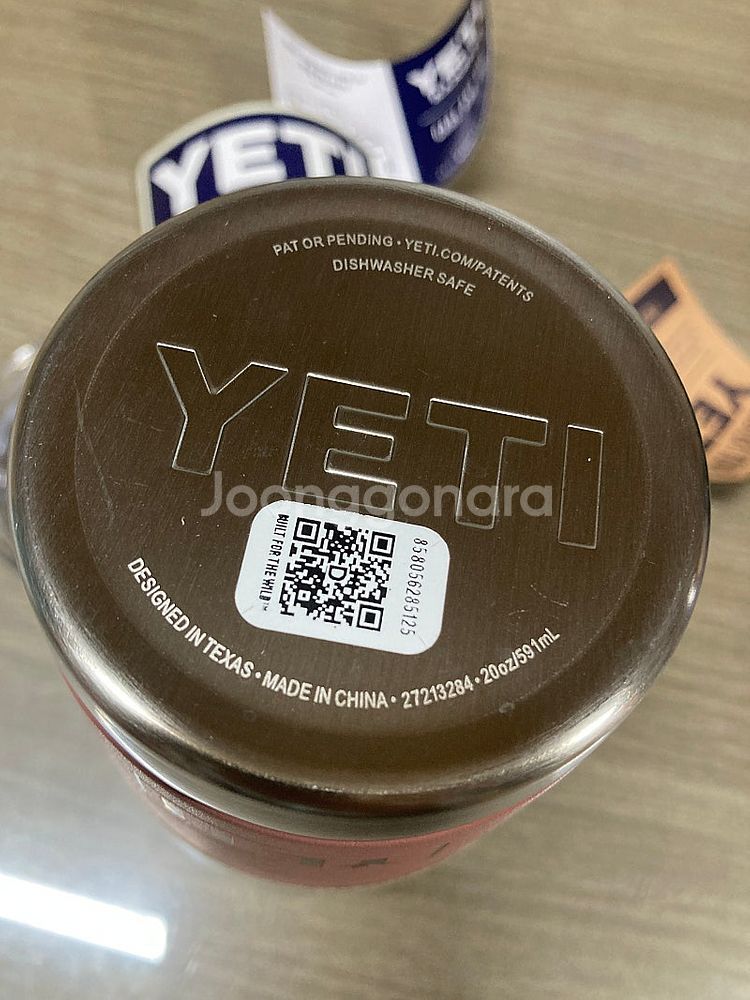 YETI
YETI
PAT OR PENDING • YETI.COM/PATENTS
DISHWASHER SAFE
YETI
Joonggonara
BUILT FOR THE WILD™
858056285125
DESIGNED IN TEXAS • MADE IN CHINA • 27213284 • 20oz/591mL